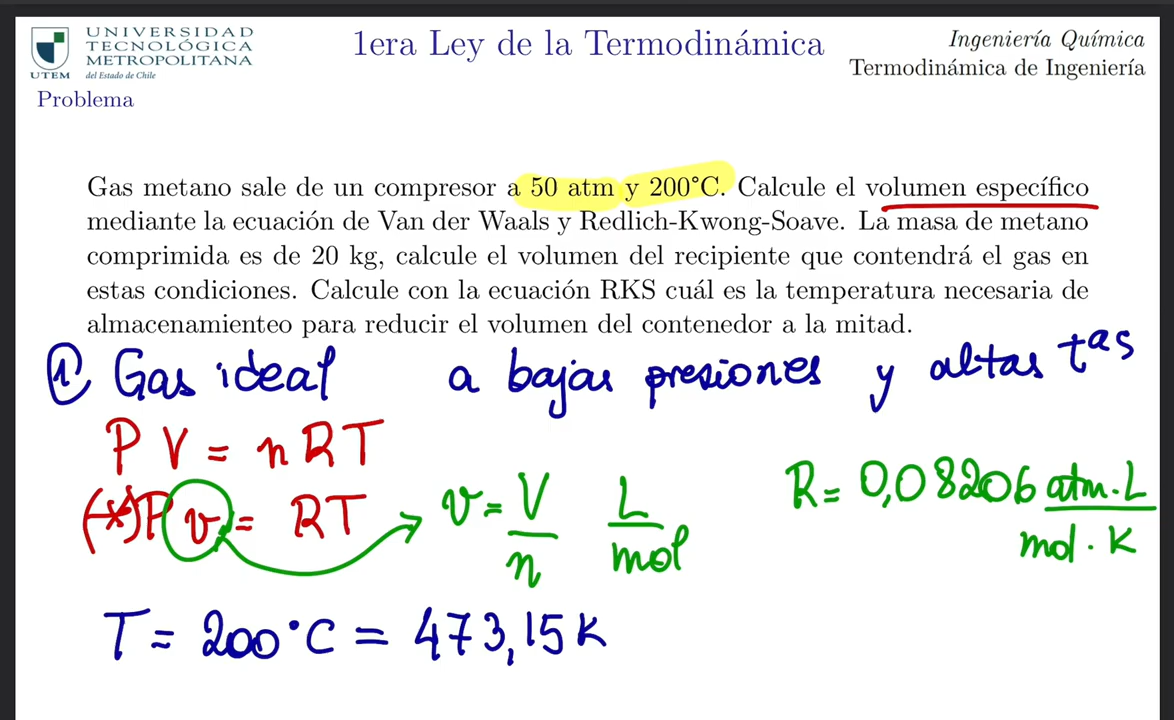 UNIVERSIDAD
TECNOLÓGICA
METROPOLITANA
UTEM del Estado de Chile
1era Ley de la Termodinámica
Ingeniería Química
Termodinámica de Ingeniería
Problema
Gas metano sale de un compresor a 50 atm y 200°C. Calcule el volumen específico
mediante la ecuación de Van der Waals y Redlich-Kwong-Soave. La masa de metano
comprimida es de 20 kg, calcule el volumen del recipiente que contendrá el gas en
estas condiciones. Calcule con la ecuación RKS cuál es la temperatura necesaria de
almacenamienteo para reducir el volumen del contenedor a la mitad.
1) Gas ideal a bajas presiones y altas tas
P V = n R T
(*) P v = RT v = V/n L/mol R = 0,08206 atm·L/mol·K
T = 200°C = 473,15 K